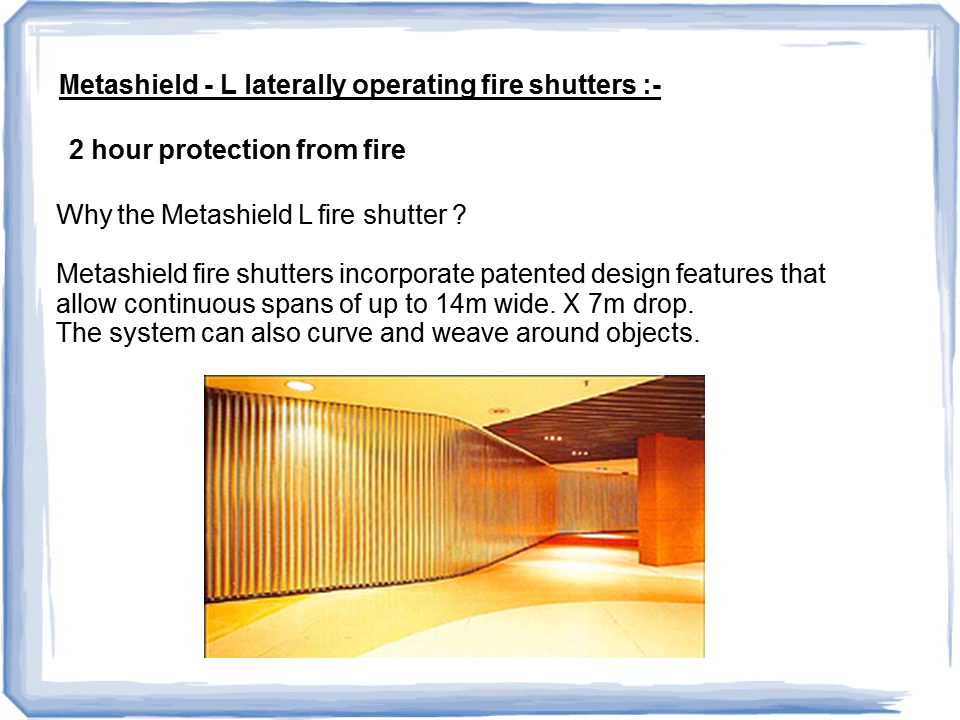 Metashield - L laterally operating fire shutters :-
2 hour protection from fire
Why the Metashield L fire shutter ?
Metashield fire shutters incorporate patented design features that
allow continuous spans of up to 14m wide. X 7m drop.
The system can also curve and weave around objects.